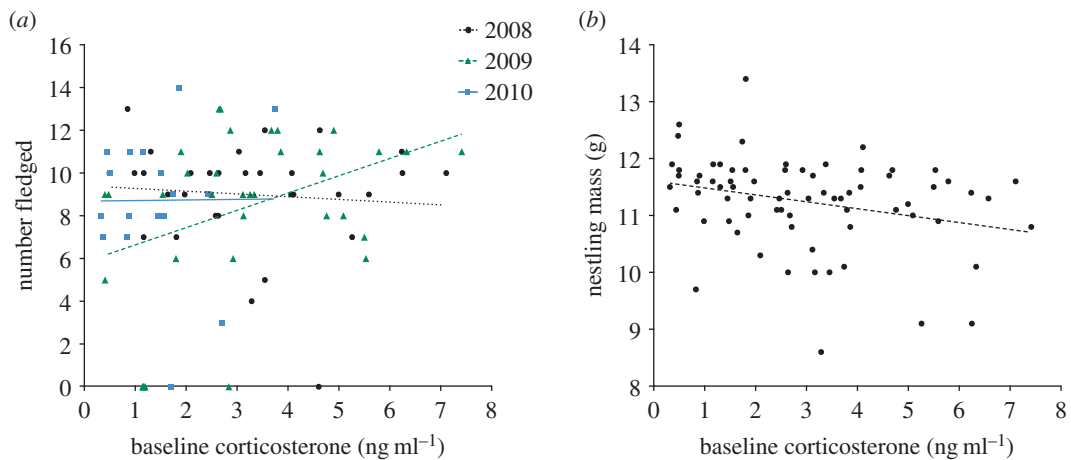 (a)
16
14
12
10
8
6
4
2
0
number fledged
0 1 2 3 4 5 6 7 8
baseline corticosterone (ng ml⁻¹)
2008
2009
2010
(b)
14
13
12
11
10
9
8
nestling mass (g)
0 1 2 3 4 5 6 7 8
baseline corticosterone (ng ml⁻¹)